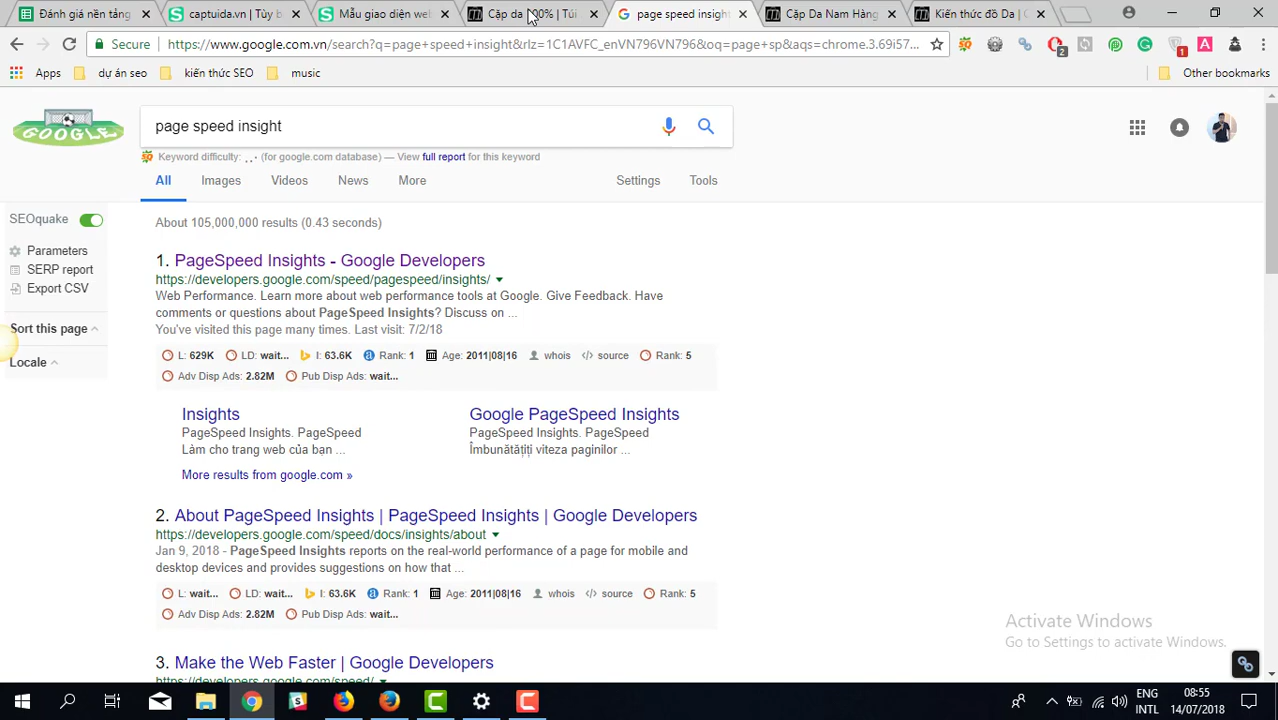 Đánh giá nền tảng
captuida.vn | Tùy b
Mẫu giao diện web
Cặp da 100% | Túi
page speed insigh
Cặp Da Nam Hàng
Kiến thức đồ Da | C
Secure
https://www.google.com.vn/search?q=page+speed+insight&rlz=1C1AVFC_enVN796VN796&oq=page+sp&aqs=chrome.3.69i57...
2
1
Apps
dự án seo
kiến thức SEO
music
Other bookmarks
GOOGLE
page speed insight
Keyword difficulty: (for google.com database) — View full report for this keyword
All
Images
Videos
News
More
Settings
Tools
SEOquake
Parameters
SERP report
Export CSV
Sort this page
Locale
About 105,000,000 results (0.43 seconds)
1. PageSpeed Insights - Google Developers
https://developers.google.com/speed/pagespeed/insights/
Web Performance. Learn more about web performance tools at Google. Give Feedback. Have
comments or questions about PageSpeed Insights? Discuss on ...
You've visited this page many times. Last visit: 7/2/18
L: 629K LD: wait... I: 63.6K Rank: 1 Age: 2011|08|16 whois source Rank: 5
Adv Disp Ads: 2.82M Pub Disp Ads: wait...
Insights
PageSpeed Insights. PageSpeed
Làm cho trang web của bạn ...
Google PageSpeed Insights
PageSpeed Insights. PageSpeed
Îmbunătățiți viteza paginilor ...
More results from google.com »
2. About PageSpeed Insights | PageSpeed Insights | Google Developers
https://developers.google.com/speed/docs/insights/about
Jan 9, 2018 - PageSpeed Insights reports on the real-world performance of a page for mobile and
desktop devices and provides suggestions on how that ...
L: wait... LD: wait... I: 63.6K Rank: 1 Age: 2011|08|16 whois source Rank: 5
Adv Disp Ads: 2.82M Pub Disp Ads: wait...
3. Make the Web Faster | Google Developers
Activate Windows
Go to Settings to activate Windows.
ENG
INTL
08:55
14/07/2018